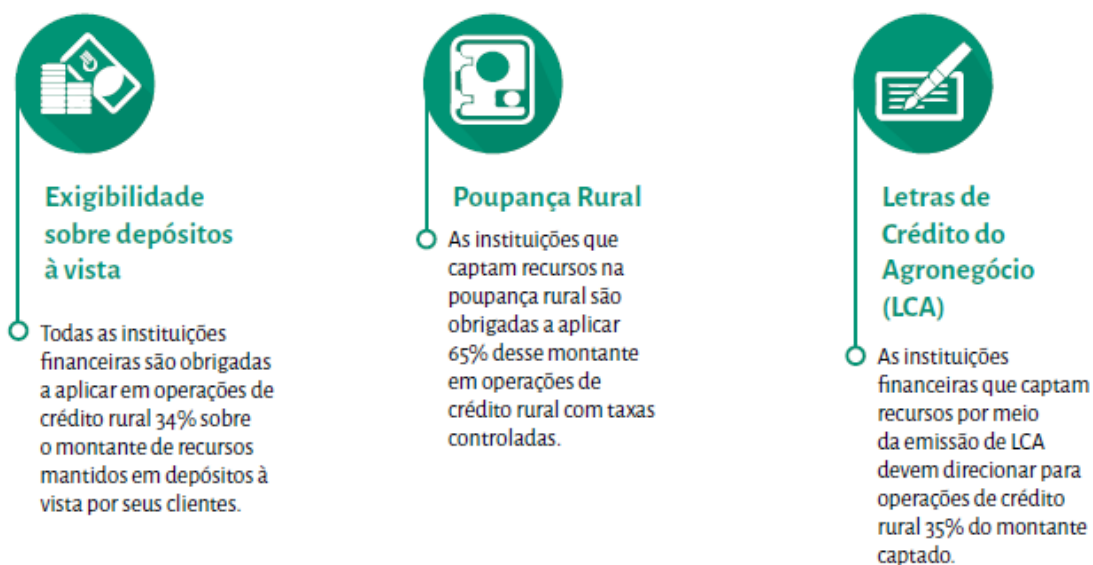 Exigibilidade
sobre depósitos
à vista
Todas as instituições
financeiras são obrigadas
a aplicar em operações de
crédito rural 34% sobre
o montante de recursos
mantidos em depósitos à
vista por seus clientes.
Poupança Rural
As instituições que
captam recursos na
poupança rural são
obrigadas a aplicar
65% desse montante
em operações de
crédito rural com taxas
controladas.
Letras de
Crédito do
Agronegócio
(LCA)
As instituições
financeiras que captam
recursos por meio
da emissão de LCA
devem direcionar para
operações de crédito
rural 35% do montante
captado.